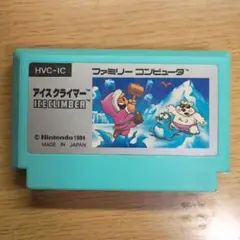 HVC-IC
ファミリー コンピュータ
アイスクライマー
ICE CLIMBER
© Nintendo 1984
MADE IN JAPAN